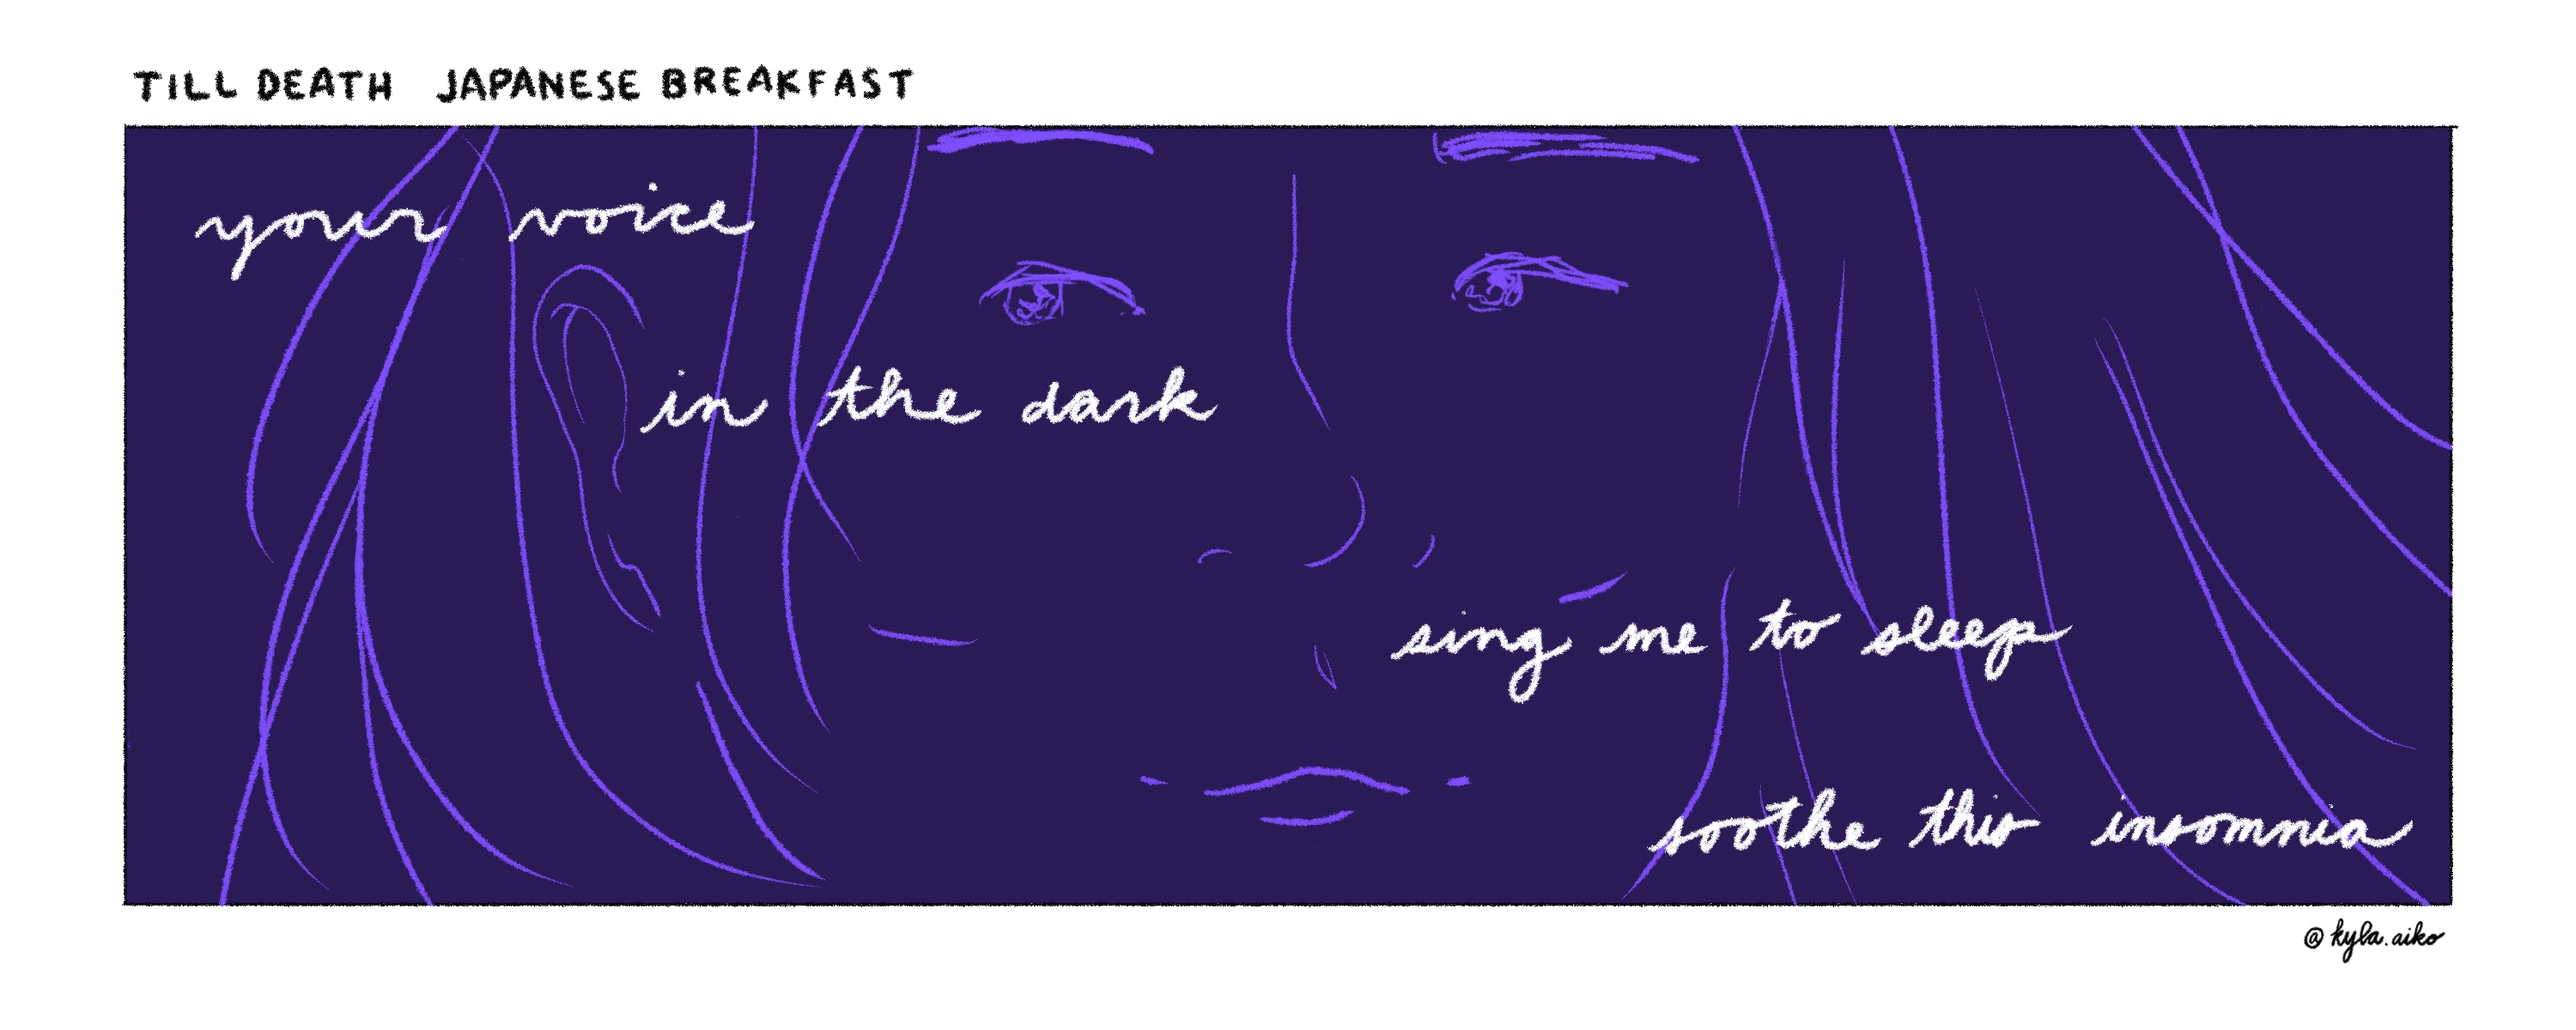 TILL DEATH JAPANESE BREAKFAST
your voice
in the dark
sing me to sleep
soothe this insomnia
@kyla.aiko